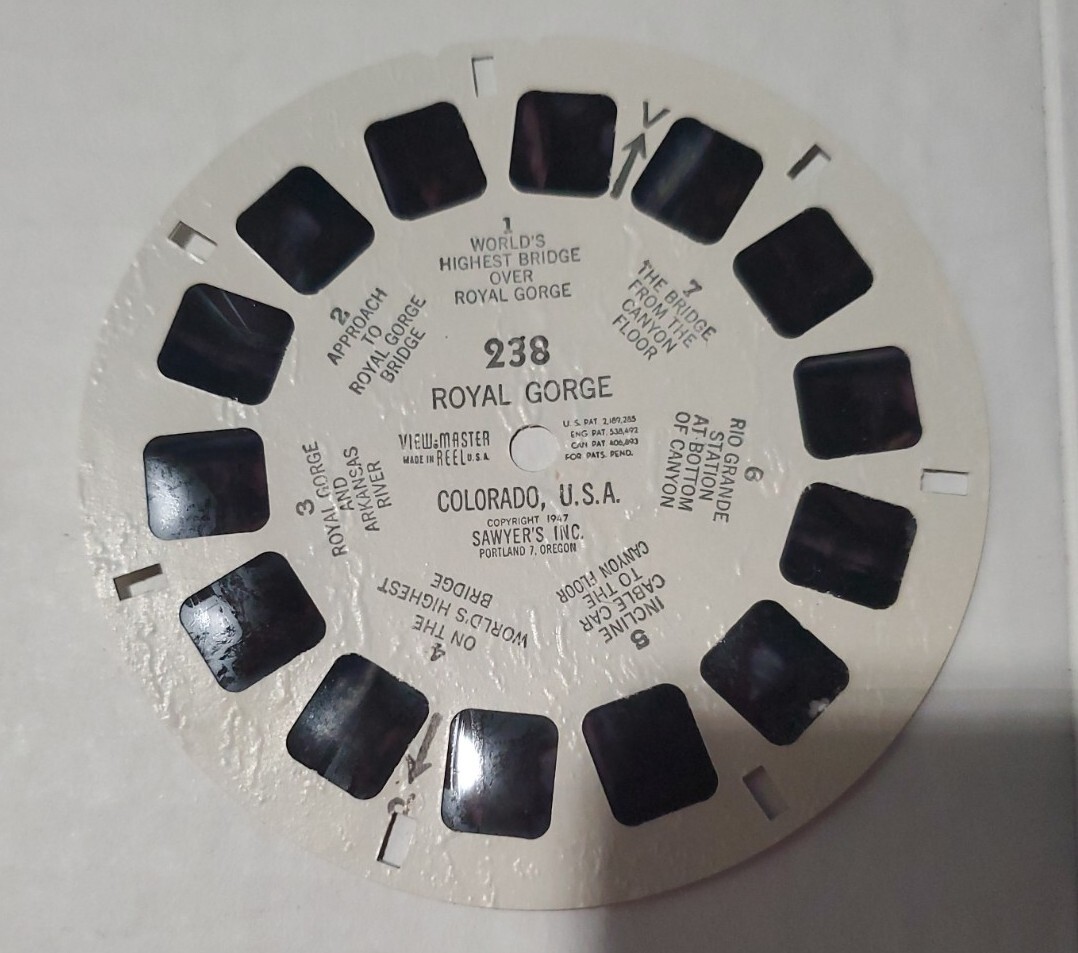 1
WORLD'S
HIGHEST BRIDGE
OVER
ROYAL GORGE
2
APPROACH
TO
ROYAL GORGE
BRIDGE
3
ROYAL GORGE
AND
ARKANSAS
RIVER
4
ON THE
WORLD'S HIGHEST
BRIDGE
5
INCLINE
CABLE CAR
TO THE
CANYON FLOOR
6
RIO GRANDE
STATION
AT BOTTOM
OF CANYON
7
THE BRIDGE
FROM THE
CANYON
FLOOR
238
ROYAL GORGE
VIEW-MASTER
MADE IN REEL U.S.A.
U.S. PAT 2,189,285
ENG PAT. 538,492
CAN PAT 406,893
FOR PATS. PEND.
COLORADO, U.S.A.
COPYRIGHT 1947
SAWYER'S INC.
PORTLAND 7, OREGON